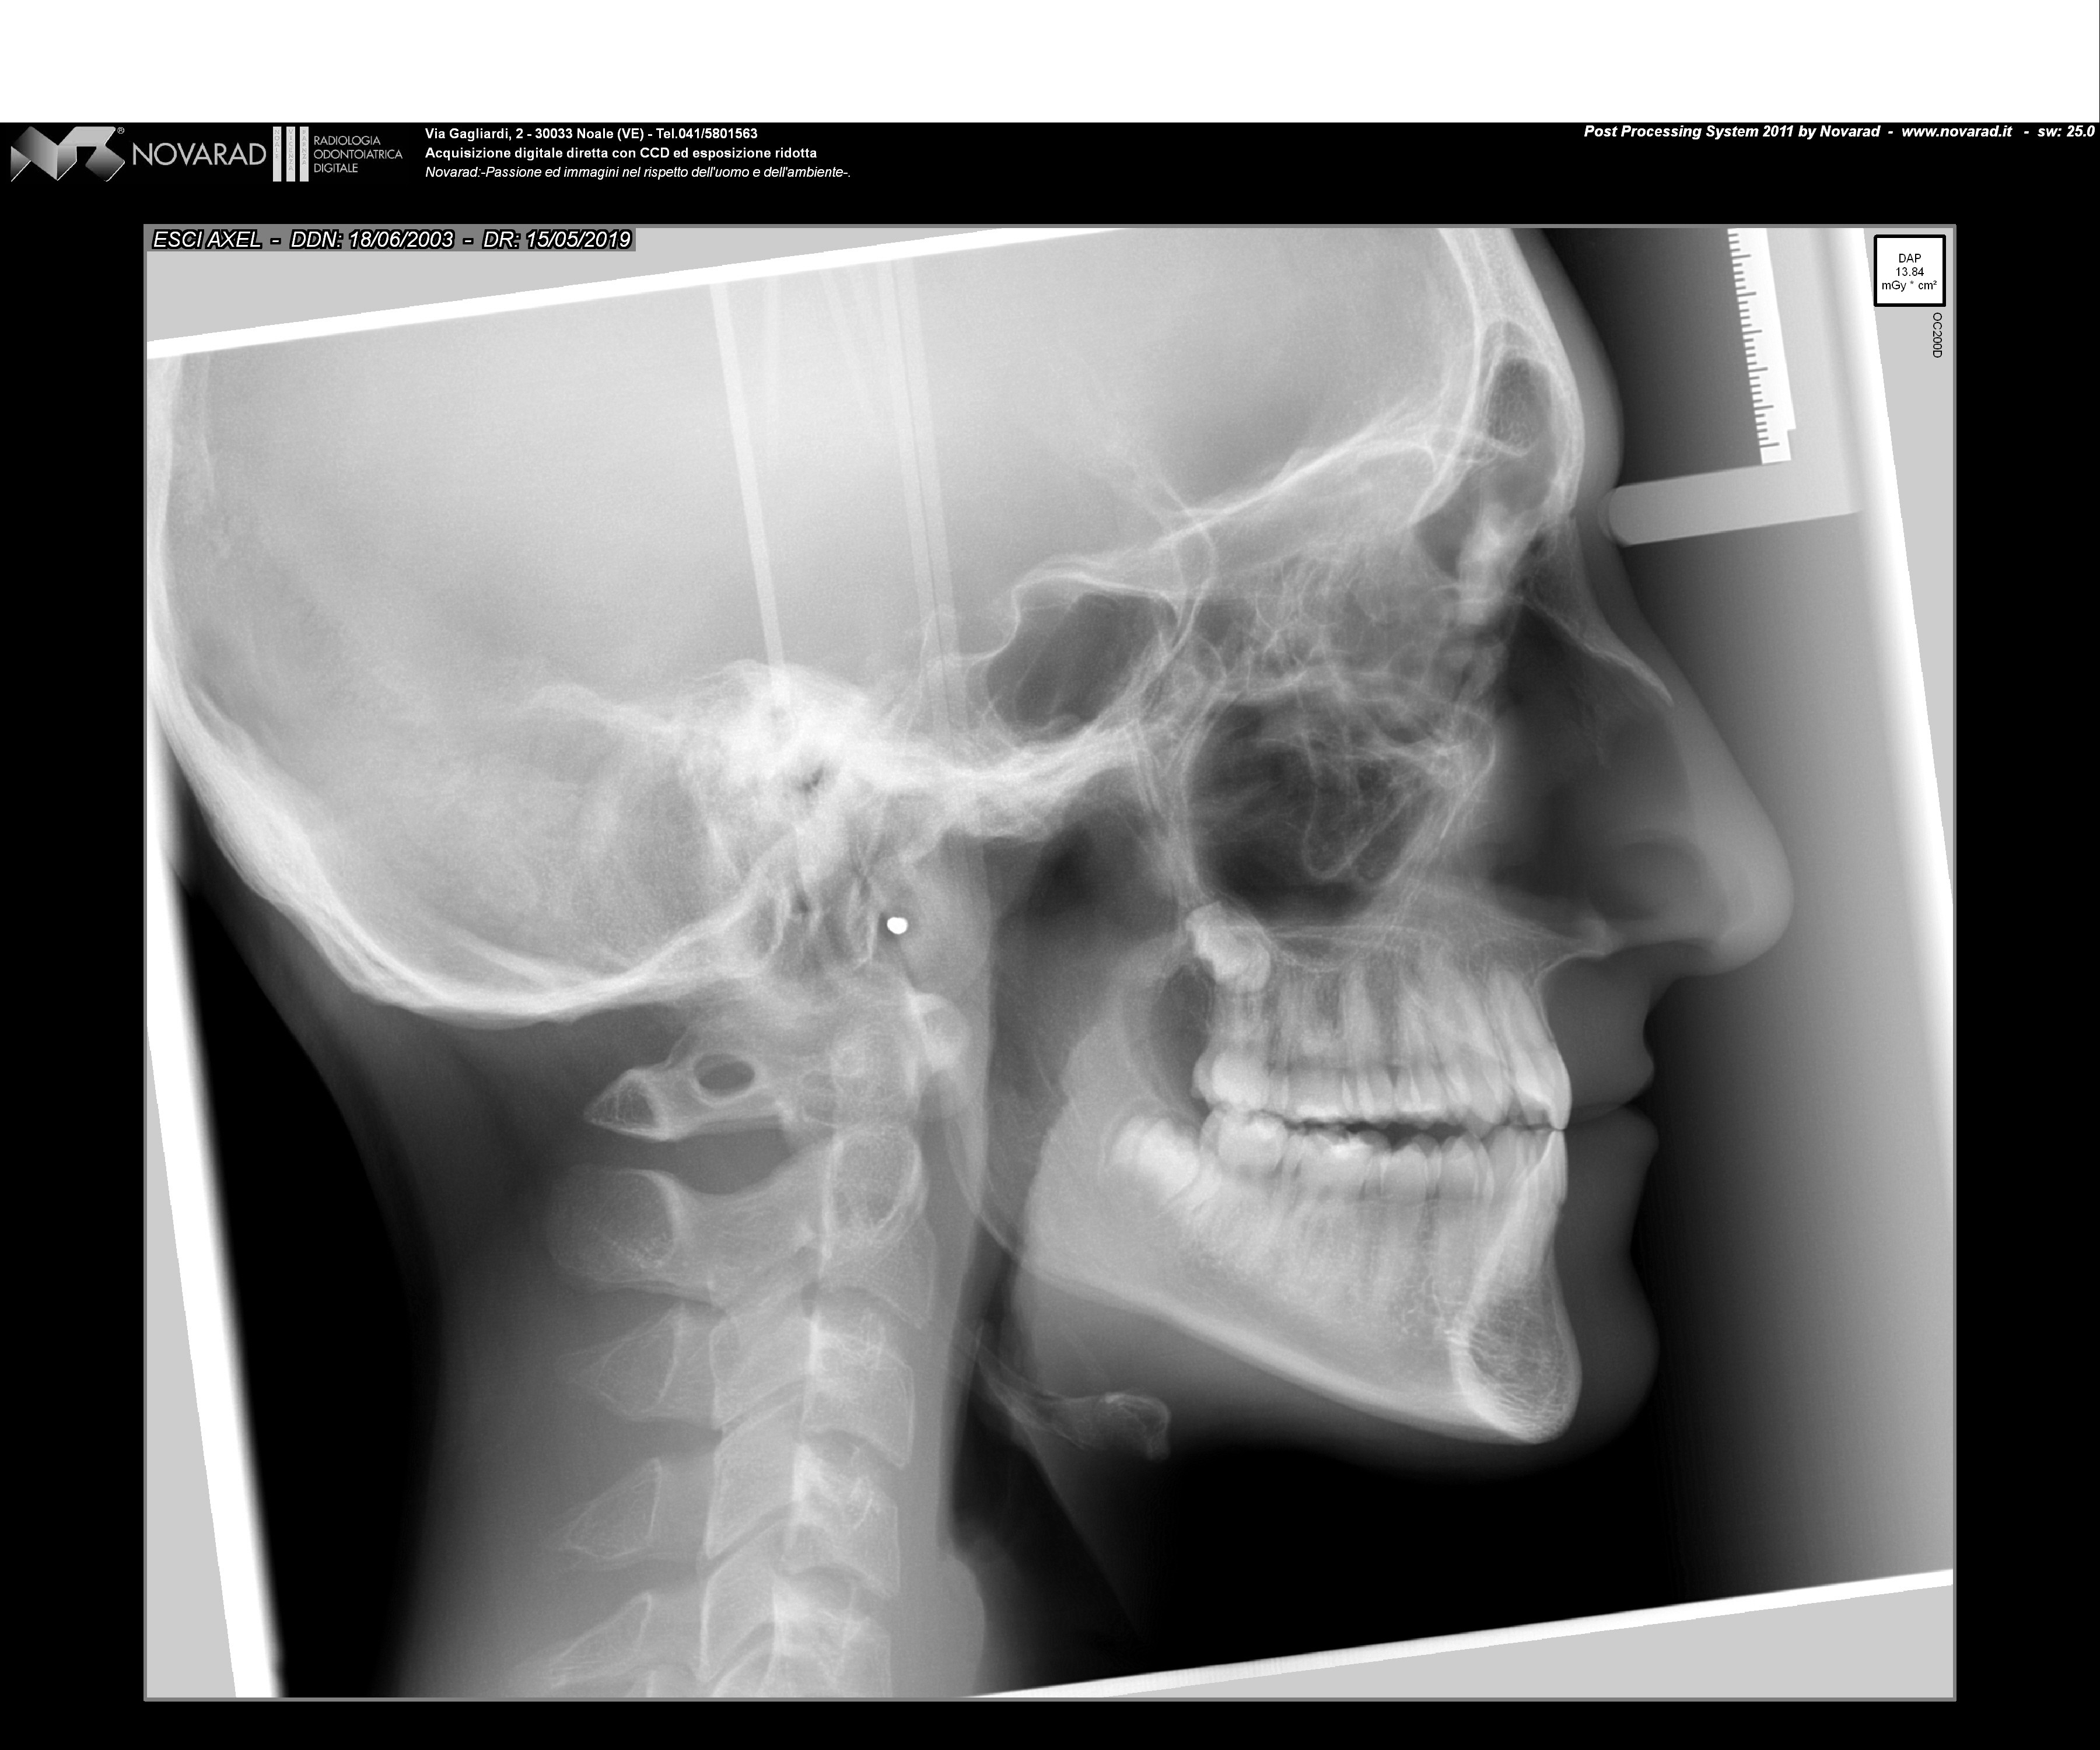 NOVARAD
RADIOLOGIA
ODONTOIATRICA
DIGITALE
Via Gagliardi, 2 - 30033 Noale (VE) - Tel.041/5801563
Acquisizione digitale diretta con CCD ed esposizione ridotta
Novarad:-Passione ed immagini nel rispetto dell'uomo e dell'ambiente-.
Post Processing System 2011 by Novarad - www.novarad.it - sw: 25.0
ESCI AXEL - DDN: 18/06/2003 - DR: 15/05/2019
DAP
13.84
mGy * cm²
OC200D